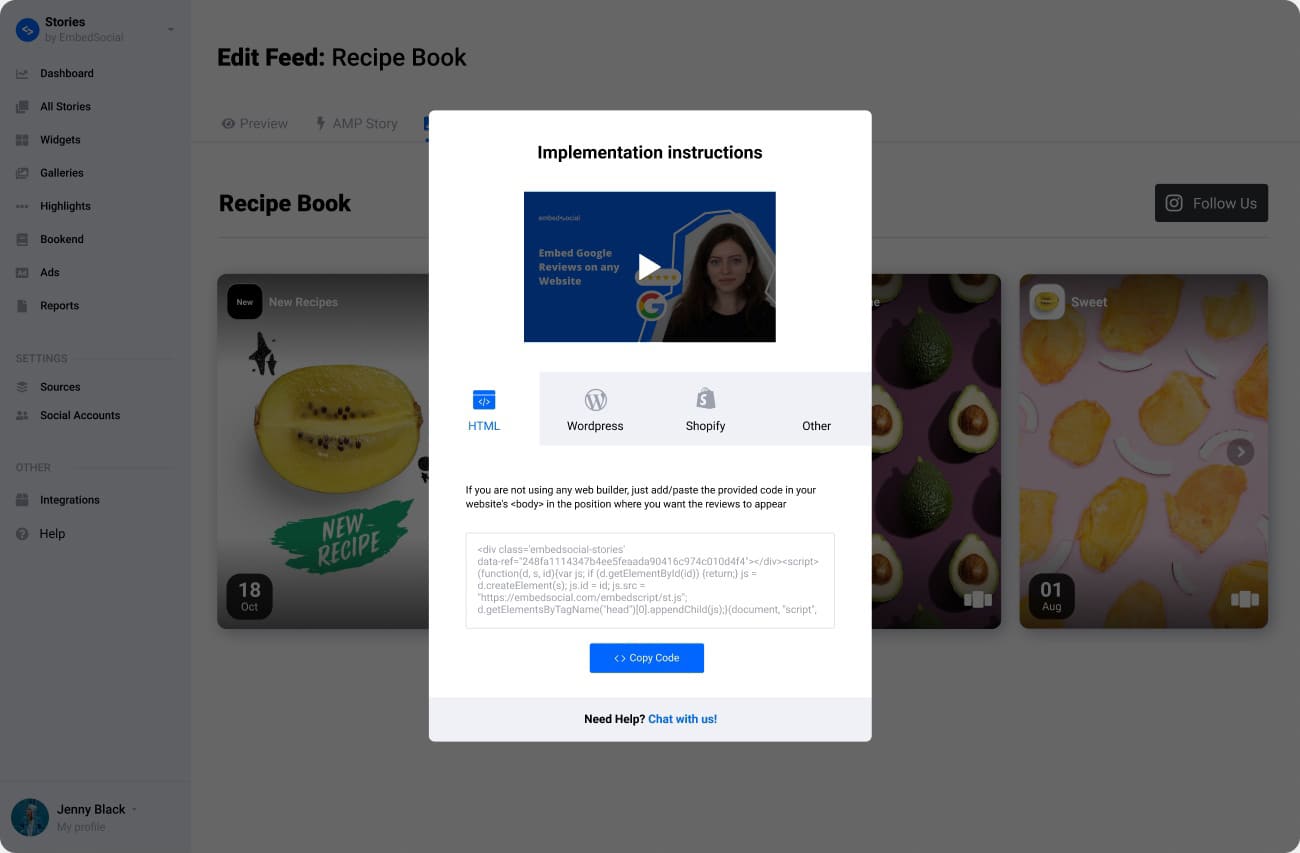 Stories
by EmbedSocial
Dashboard
All Stories
Widgets
Galleries
Highlights
Bookend
Ads
Reports
SETTINGS
Sources
Social Accounts
OTHER
Integrations
Help
Jenny Black
My profile
Edit Feed: Recipe Book
Preview
AMP Story
Recipe Book
Follow Us
New
New Recipes
NEW
RECIPE
18
Oct
Sweet
01
Aug
Implementation instructions
embedsocial
Embed Google
Reviews on any
Website
HTML
Wordpress
Shopify
Other
If you are not using any web builder, just add/paste the provided code in your
website's <body> in the position where you want the reviews to appear
<div class='embedsocial-stories'
data-ref="248fa1114347b4ee5feaada90416c974c010d4f4"></div><script>
(function(d, s, id){var js; if (d.getElementById(id)) {return;} js =
d.createElement(s); js.id = id; js.src =
"https://embedsocial.com/embedscript/st.js";
d.getElementsByTagName("head")[0].appendChild(js);}(document, "script",
<> Copy Code
Need Help? Chat with us!